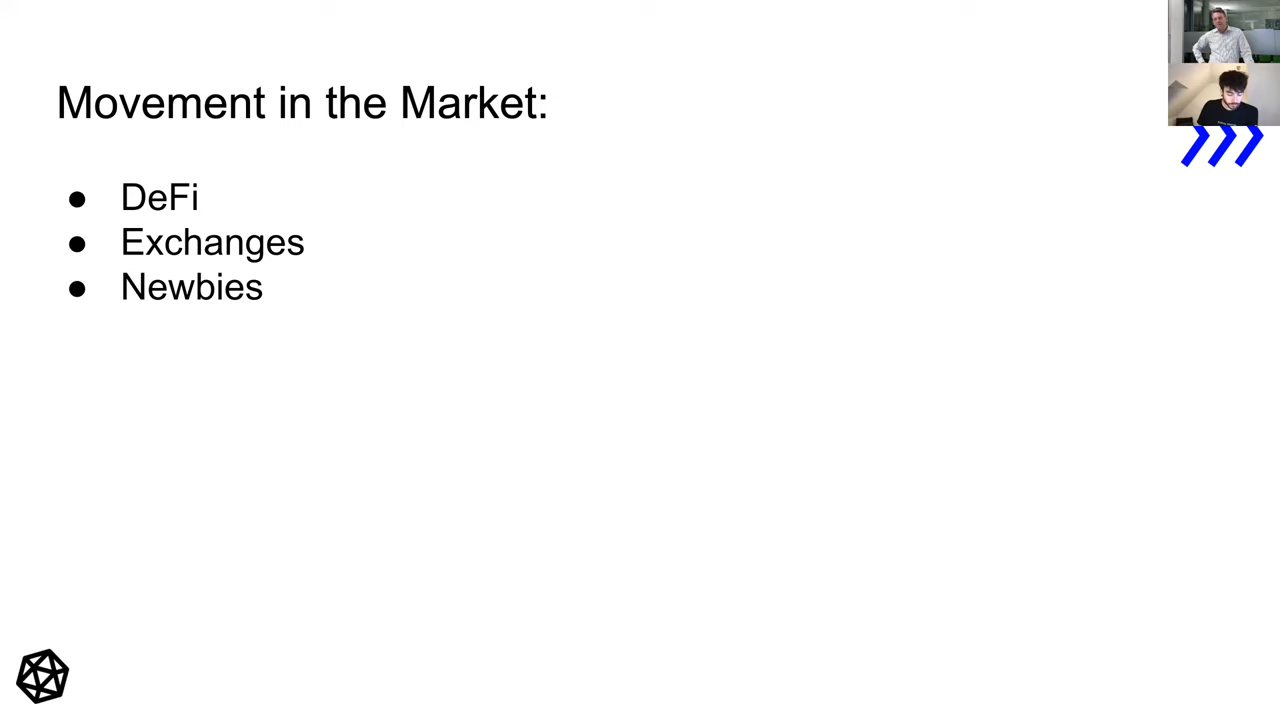 Movement in the Market:
● DeFi
● Exchanges
● Newbies